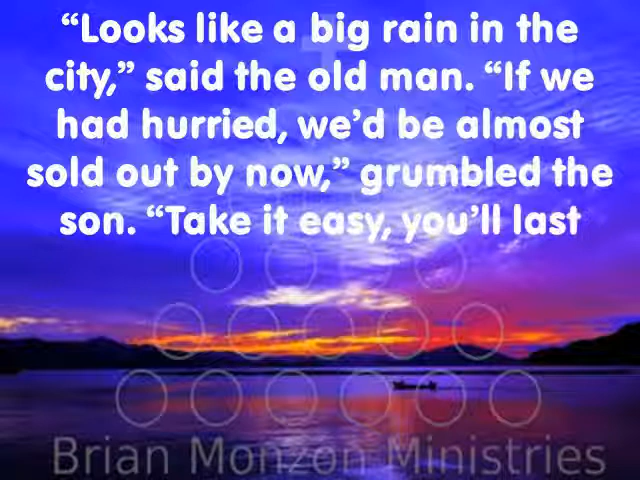 “Looks like a big rain in the
city,” said the old man. “If we
had hurried, we’d be almost
sold out by now,” grumbled the
son. “Take it easy, you’ll last
Brian Monzon Ministries